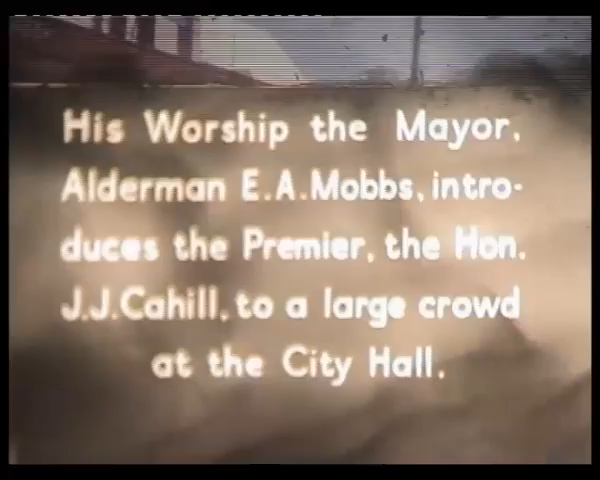 His Worship the Mayor,
Alderman E.A.Mobbs, intro-
duces the Premier, the Hon.
J.J.Cahill, to a large crowd
at the City Hall.